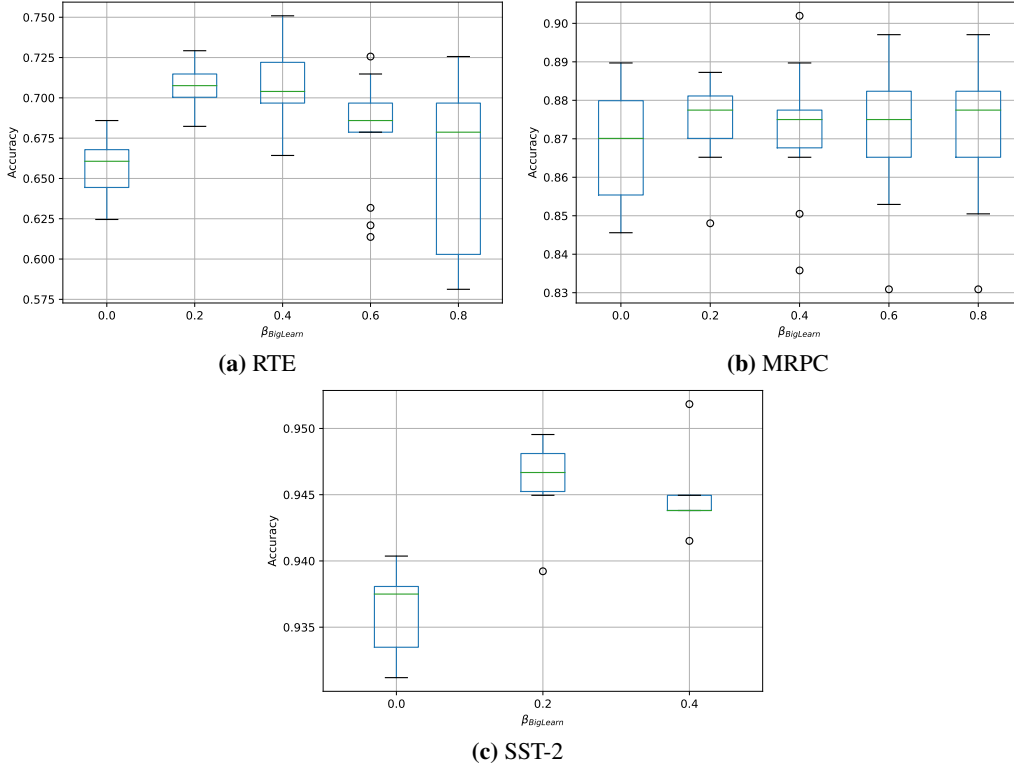 0.750
0.725
0.700
0.675
0.650
0.625
0.600
0.575
Accuracy
0.0 0.2 0.4 0.6 0.8
β_BigLearn
(a) RTE
0.90
0.89
0.88
0.87
0.86
0.85
0.84
0.83
Accuracy
0.0 0.2 0.4 0.6 0.8
β_BigLearn
(b) MRPC
0.950
0.945
0.940
0.935
Accuracy
0.0 0.2 0.4
β_BigLearn
(c) SST-2